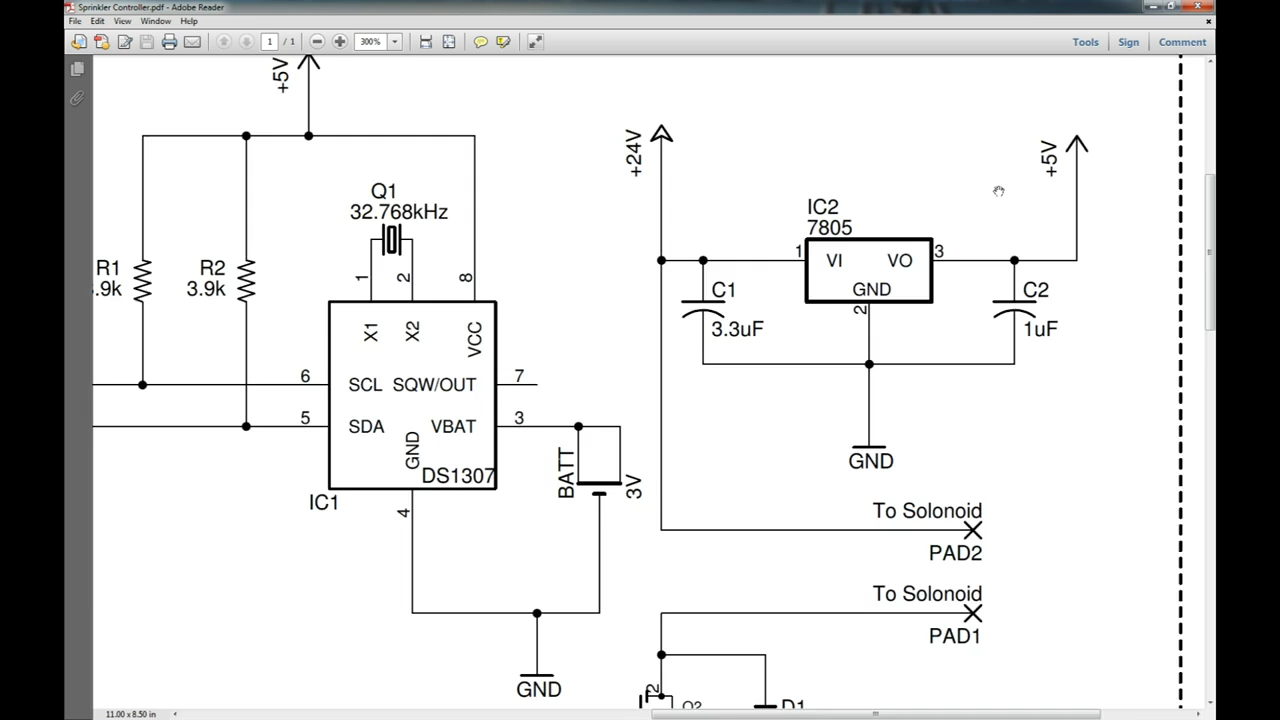 Sprinkler Controller.pdf - Adobe Reader
File Edit View Window Help
1 / 1 300% Tools Sign Comment
+5V
+24V
+5V
Q1
32.768kHz
IC2
7805
1 VI VO 3
GND
2
C1
3.3uF
C2
1uF
GND
R1
3.9k
R2
3.9k
1 2 8
X1 X2 VCC
6 SCL SQW/OUT 7
5 SDA VBAT 3
GND
DS1307
IC1
4
BATT
3V
GND
To Solonoid
PAD2
To Solonoid
PAD1
2
Q2
D1
11.00 x 8.50 in